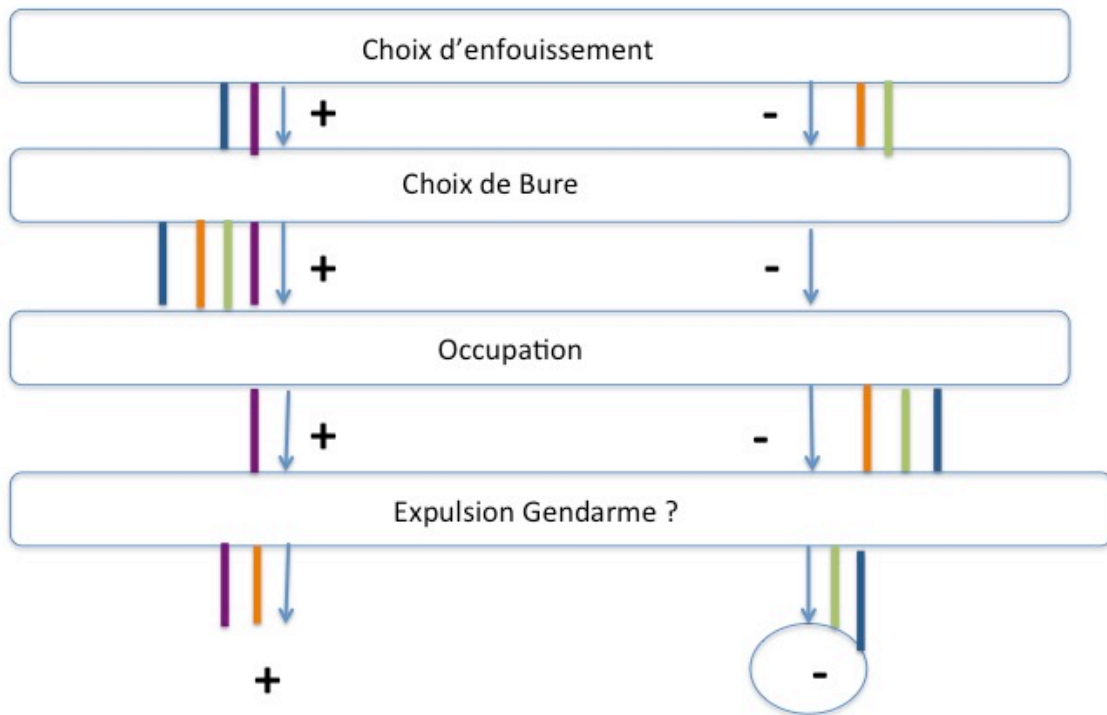 Choix d’enfouissement
+ -
Choix de Bure
+ -
Occupation
+ -
Expulsion Gendarme ?
+ -